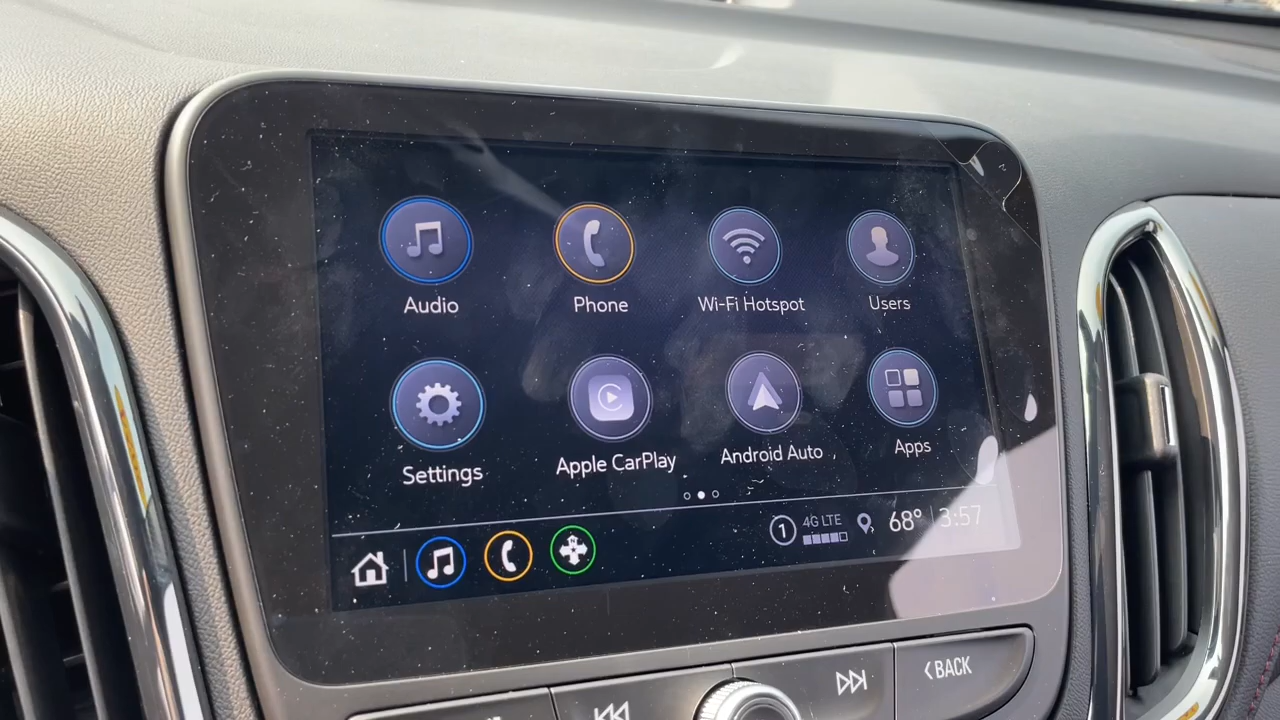 Audio
Phone
Wi-Fi Hotspot
Users
Settings
Apple CarPlay
Android Auto
Apps
1
4G LTE
68°
3:57
BACK